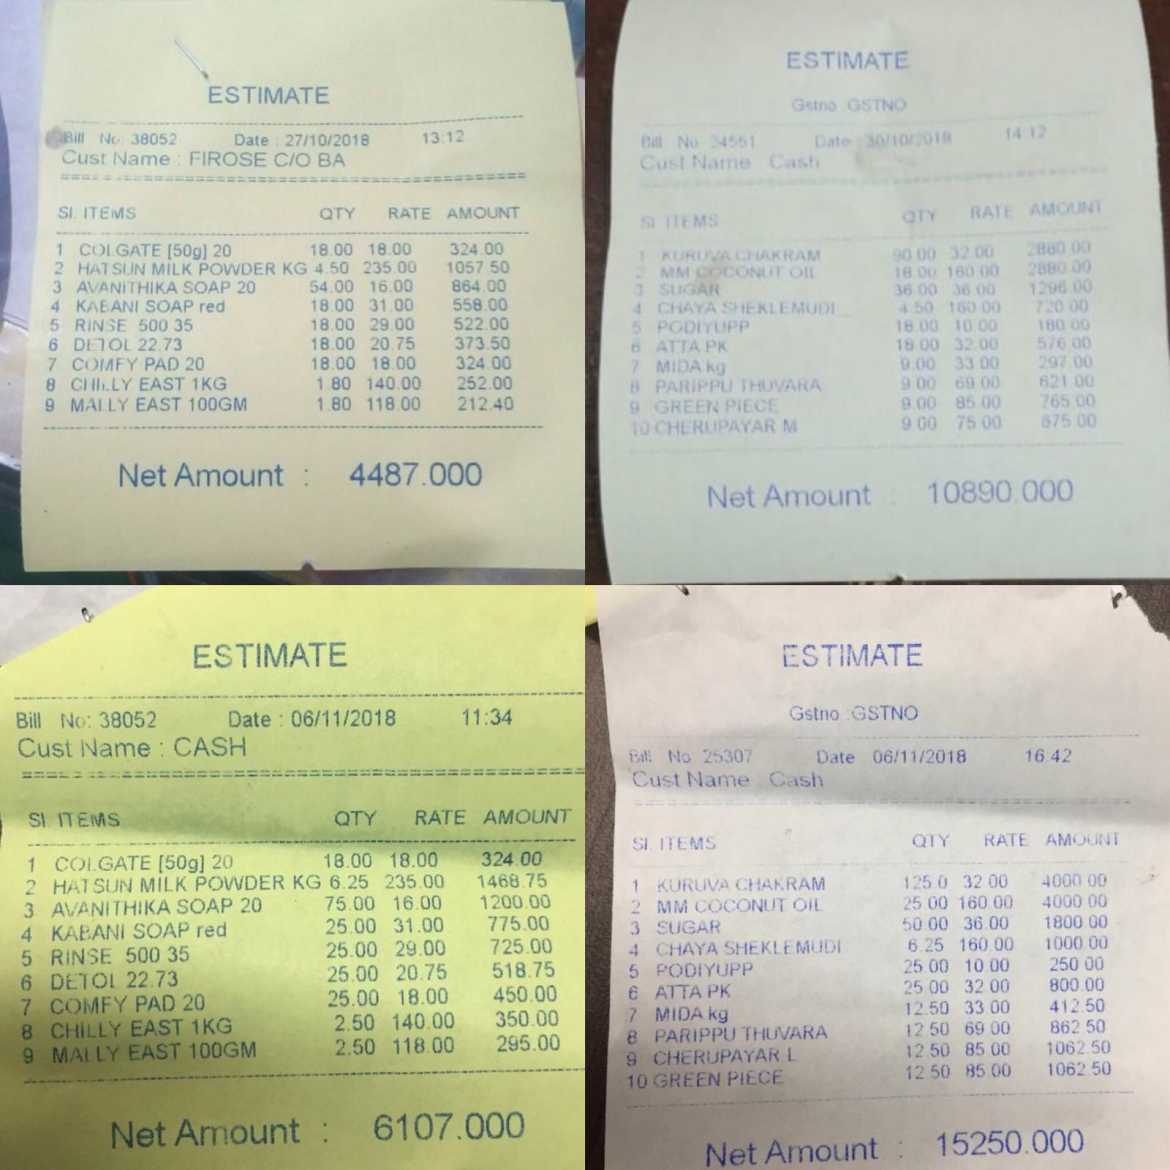 ESTIMATE
Bill No: 38052 Date : 27/10/2018 13:12
Cust Name : FIROSE C/O BA
Sl. ITEMS QTY RATE AMOUNT
1 COLGATE [50g] 20 18.00 18.00 324.00
2 HATSUN MILK POWDER KG 4.50 235.00 1057.50
3 AVANITHIKA SOAP 20 54.00 16.00 864.00
4 KABANI SOAP red 18.00 31.00 558.00
5 RINSE 500 35 18.00 29.00 522.00
6 DETOL 22.73 18.00 20.75 373.50
7 COMFY PAD 20 18.00 18.00 324.00
8 CHILLY EAST 1KG 1.80 140.00 252.00
9 MALLY EAST 100GM 1.80 118.00 212.40
Net Amount : 4487.000
ESTIMATE
Gstno :GSTNO
Bill No 24551 Date 30/10/2018 14:12
Cust Name Cash
Sl. ITEMS QTY RATE AMOUNT
1 KURUVA CHAKRAM 90.00 32.00 2880.00
2 MM COCONUT OIL 18.00 160.00 2880.00
3 SUGAR 36.00 36.00 1296.00
4 CHAYA SHEKLEMUDI 4.50 160.00 720.00
5 PODIYUPP 18.00 10.00 180.00
6 ATTA PK 18.00 32.00 576.00
7 MIDA kg 9.00 33.00 297.00
8 PARIPPU THUVARA 9.00 69.00 621.00
9 GREEN PIECE 9.00 85.00 765.00
10 CHERUPAYAR M 9.00 75.00 675.00
Net Amount : 10890.000
ESTIMATE
Bill No: 38052 Date : 06/11/2018 11:34
Cust Name : CASH
Sl. ITEMS QTY RATE AMOUNT
1 COLGATE [50g] 20 18.00 18.00 324.00
2 HATSUN MILK POWDER KG 6.25 235.00 1468.75
3 AVANITHIKA SOAP 20 75.00 16.00 1200.00
4 KABANI SOAP red 25.00 31.00 775.00
5 RINSE 500 35 25.00 29.00 725.00
6 DETOL 22.73 25.00 20.75 518.75
7 COMFY PAD 20 25.00 18.00 450.00
8 CHILLY EAST 1KG 2.50 140.00 350.00
9 MALLY EAST 100GM 2.50 118.00 295.00
Net Amount : 6107.000
ESTIMATE
Gstno :GSTNO
Bill No 25307 Date 06/11/2018 16:42
Cust Name Cash
Sl. ITEMS QTY RATE AMOUNT
1 KURUVA CHAKRAM 125.0 32.00 4000.00
2 MM COCONUT OIL 25.00 160.00 4000.00
3 SUGAR 50.00 36.00 1800.00
4 CHAYA SHEKLEMUDI 6.25 160.00 1000.00
5 PODIYUPP 25.00 10.00 250.00
6 ATTA PK 25.00 32.00 800.00
7 MIDA kg 12.50 33.00 412.50
8 PARIPPU THUVARA 12.50 69.00 862.50
9 CHERUPAYAR L 12.50 85.00 1062.50
10 GREEN PIECE 12.50 85.00 1062.50
Net Amount : 15250.000